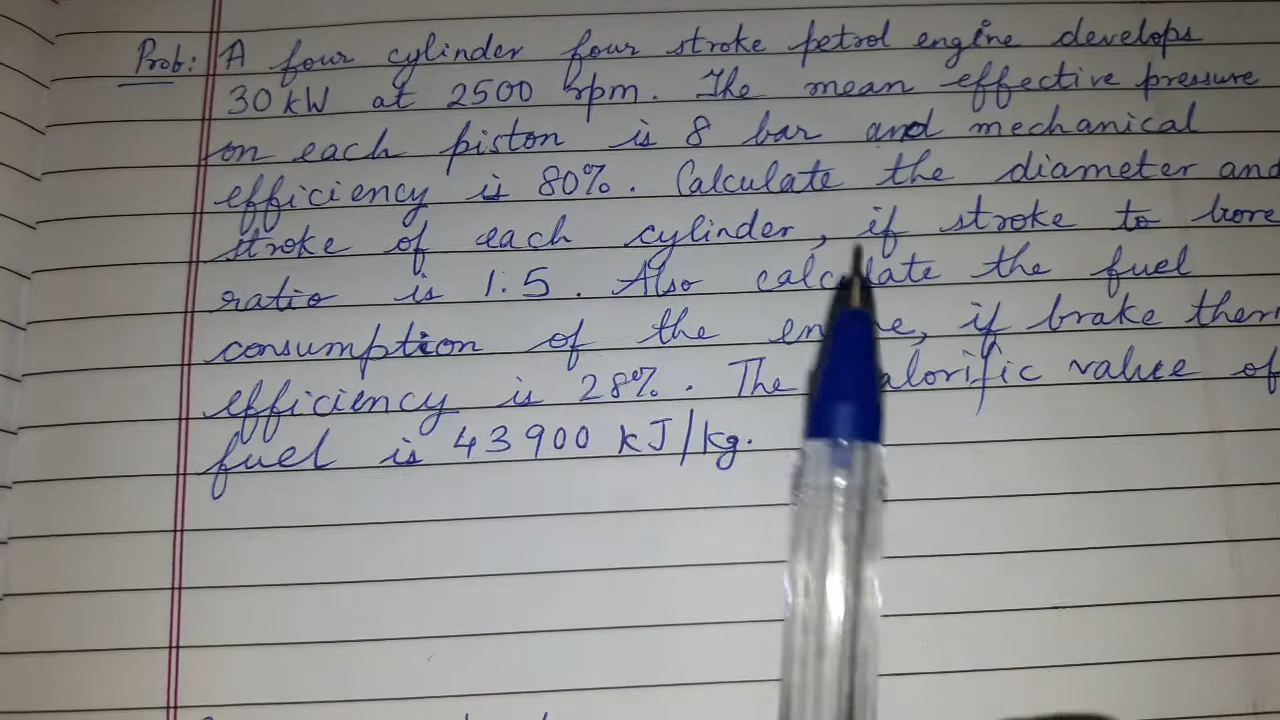 Prob: A four cylinder four stroke petrol engine develops
30 kW at 2500 rpm. The mean effective pressure
on each piston is 8 bar and mechanical
efficiency is 80%. Calculate the diameter and
stroke of each cylinder, if stroke to bore
ratio is 1.5. Also calculate the fuel
consumption of the engine, if brake
efficiency is 28%. The calorific value of
fuel is 43900 kJ/kg.